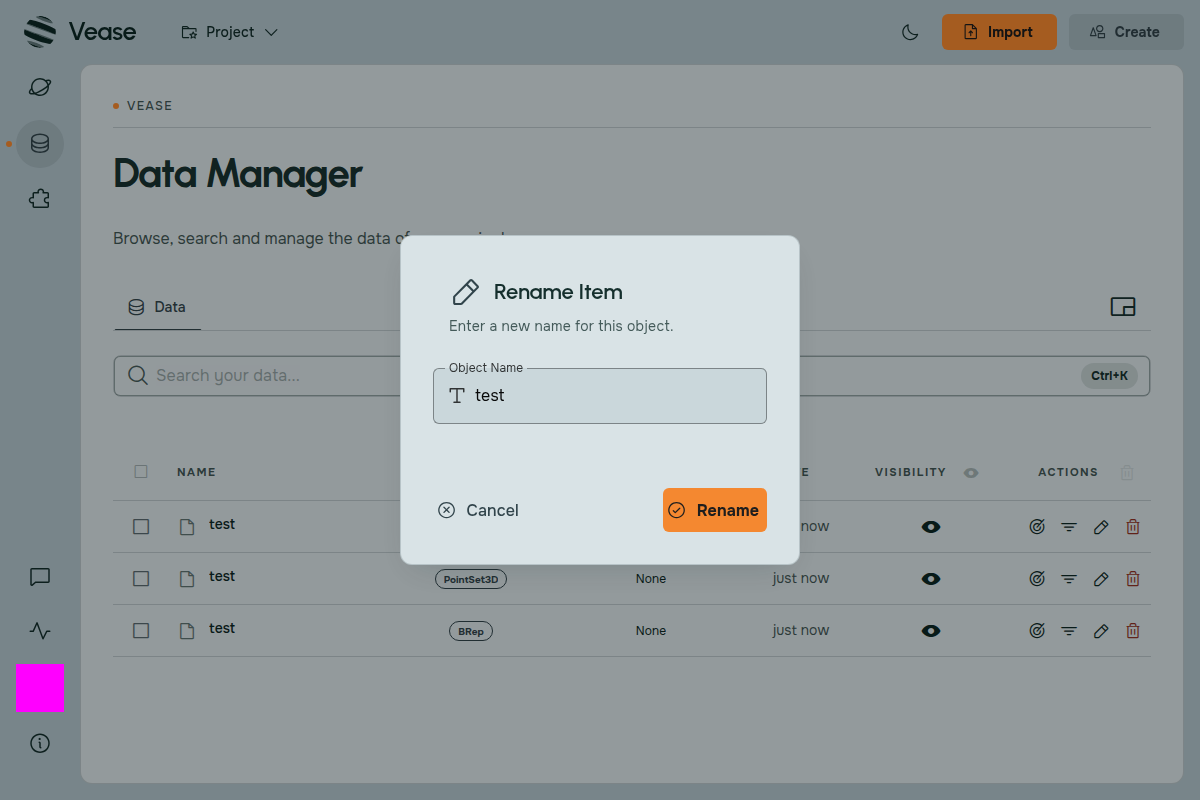 Vease
Project
Import
Create
VEASE
Data Manager
Browse, search and manage the data of
Data
Search your data...
Ctrl+K
Rename Item
Enter a new name for this object.
Object Name
test
Cancel
Rename
NAME
VISIBILITY
ACTIONS
test
now
test
PointSet3D
None
just now
test
BRep
None
just now